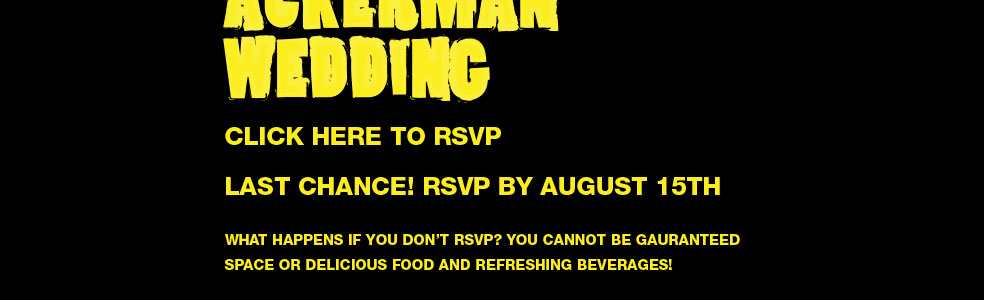 ACKERMAN
WEDDING
CLICK HERE TO RSVP
LAST CHANCE! RSVP BY AUGUST 15TH
WHAT HAPPENS IF YOU DON'T RSVP? YOU CANNOT BE GAURANTEED
SPACE OR DELICIOUS FOOD AND REFRESHING BEVERAGES!